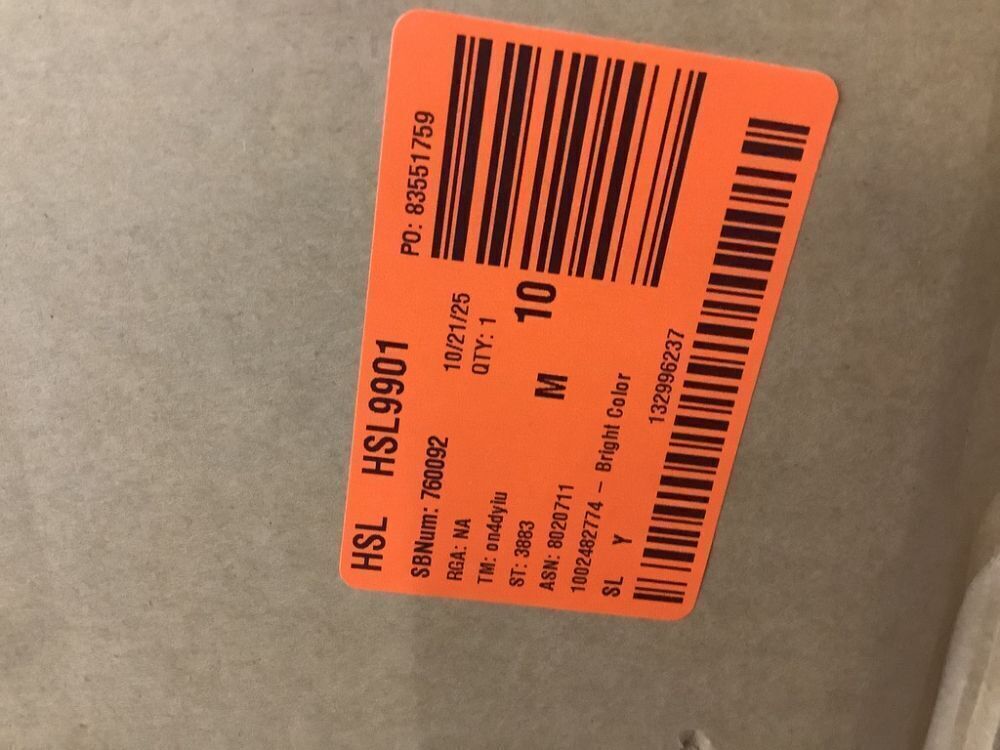 HSL HSL9901
SBNum: 760092
PO: 83551759
RGA: NA 10/21/25
TM: on4dyiu QTY: 1
ST: 3883
ASN: 8020711 M 10
1002482774 – Bright Color
SL Y
132996237